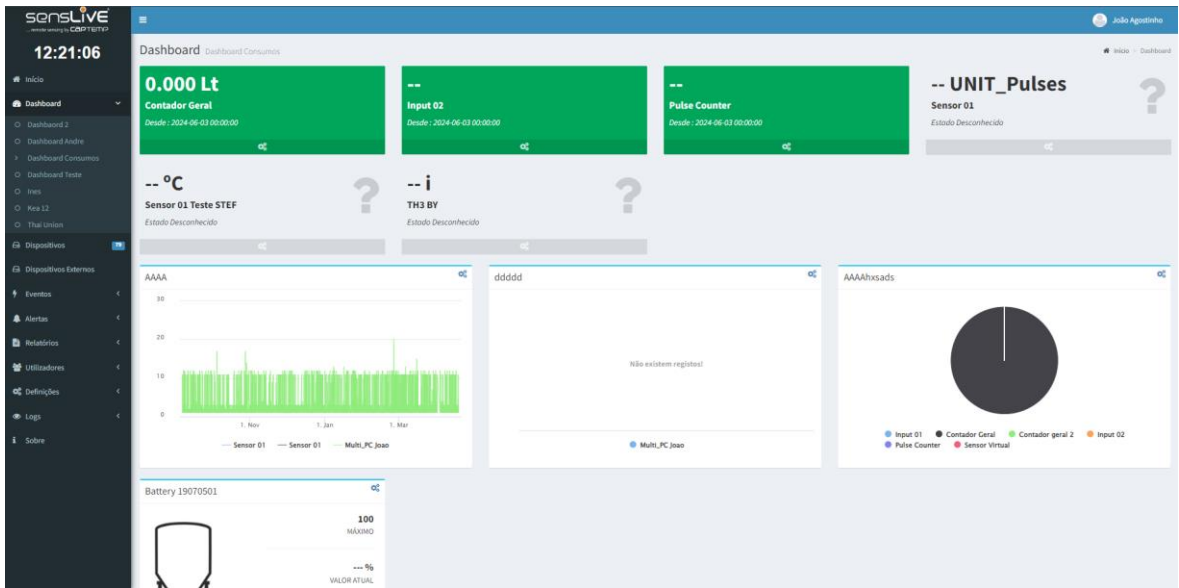 sensLive
...remote sensing by CAPTEMP
12:21:06
Início
Dashboard
Dashbaord 2
Dashboard Andre
Dashboard Consumos
Dashboard Teste
Ines
Kea 12
Thai Union
Dispositivos
Dispositivos Externos
Eventos
Alertas
Relatórios
Utilizadores
Definições
Logs
Sobre
João Agostinho
Dashboard Dashboard Consumos
Início > Dashboard
0.000 Lt
Contador Geral
Desde : 2024-06-03 00:00:00
--
Input 02
Desde : 2024-06-03 00:00:00
--
Pulse Counter
Desde : 2024-06-03 00:00:00
-- UNIT_Pulses
Sensor 01
Estado Desconhecido
?
-- ºC
Sensor 01 Teste STEF
Estado Desconhecido
?
-- i
TH3 BY
Estado Desconhecido
?
AAAA
30
20
10
0
1. Nov 1. Jan 1. Mar
Sensor 01 Sensor 01 Multi_PC Joao
ddddd
Não existem registos!
Multi_PC Joao
AAAAhxsads
Input 01 Contador Geral Contador geral 2 Input 02
Pulse Counter Sensor Virtual
Battery 19070501
100
MÁXIMO
--- %
VALOR ATUAL